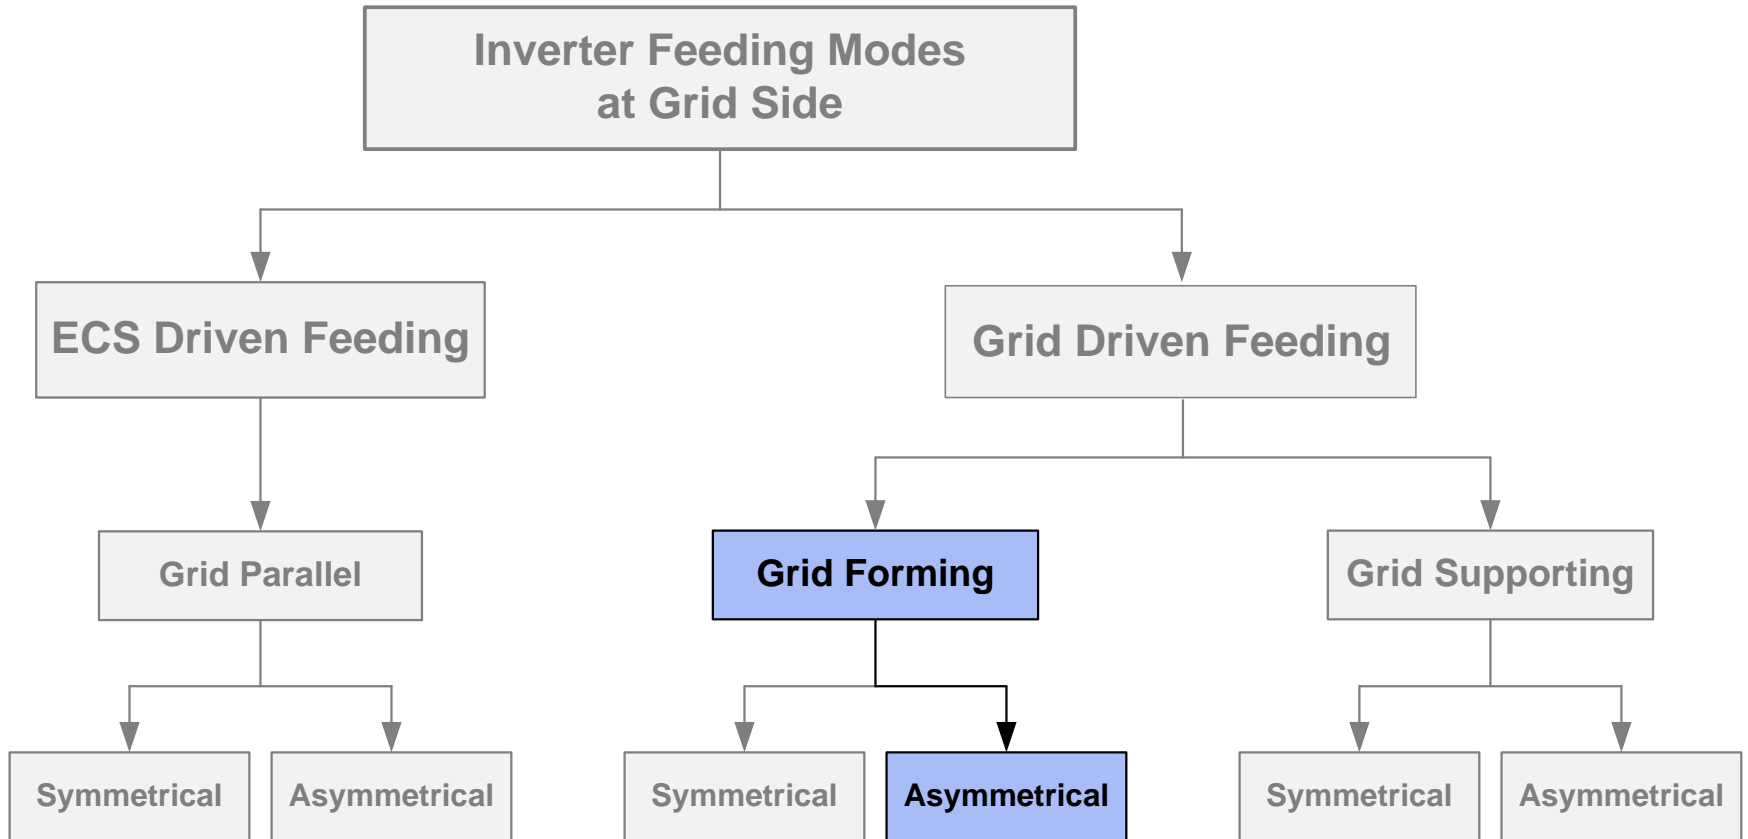 Inverter Feeding Modes
at Grid Side
ECS Driven Feeding
Grid Driven Feeding
Grid Parallel
Grid Forming
Grid Supporting
Symmetrical
Asymmetrical
Symmetrical
Asymmetrical
Symmetrical
Asymmetrical